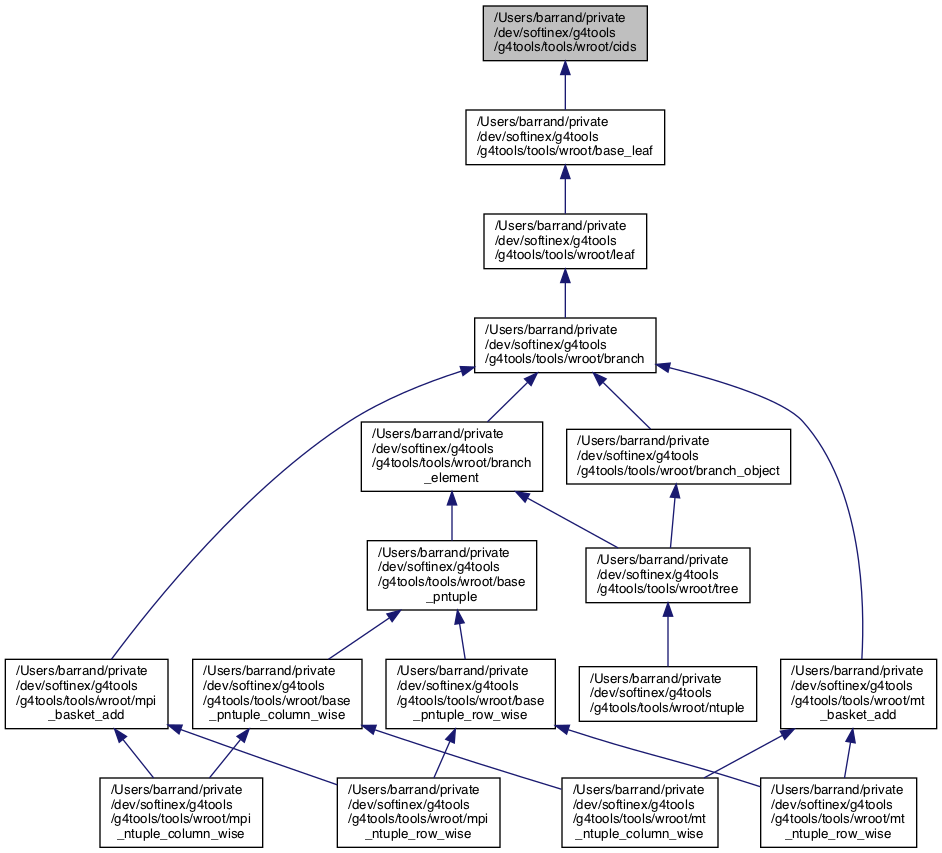 /Users/barrand/private
/dev/softinex/g4tools
/g4tools/tools/wroot/cids
/Users/barrand/private
/dev/softinex/g4tools
/g4tools/tools/wroot/base_leaf
/Users/barrand/private
/dev/softinex/g4tools
/g4tools/tools/wroot/leaf
/Users/barrand/private
/dev/softinex/g4tools
/g4tools/tools/wroot/branch
/Users/barrand/private
/dev/softinex/g4tools
/g4tools/tools/wroot/branch
_element
/Users/barrand/private
/dev/softinex/g4tools
/g4tools/tools/wroot/branch_object
/Users/barrand/private
/dev/softinex/g4tools
/g4tools/tools/wroot/base
_pntuple
/Users/barrand/private
/dev/softinex/g4tools
/g4tools/tools/wroot/tree
/Users/barrand/private
/dev/softinex/g4tools
/g4tools/tools/wroot/mpi
_basket_add
/Users/barrand/private
/dev/softinex/g4tools
/g4tools/tools/wroot/base
_pntuple_column_wise
/Users/barrand/private
/dev/softinex/g4tools
/g4tools/tools/wroot/base
_pntuple_row_wise
/Users/barrand/private
/dev/softinex/g4tools
/g4tools/tools/wroot/ntuple
/Users/barrand/private
/dev/softinex/g4tools
/g4tools/tools/wroot/mt
_basket_add
/Users/barrand/private
/dev/softinex/g4tools
/g4tools/tools/wroot/mpi
_ntuple_column_wise
/Users/barrand/private
/dev/softinex/g4tools
/g4tools/tools/wroot/mpi
_ntuple_row_wise
/Users/barrand/private
/dev/softinex/g4tools
/g4tools/tools/wroot/mt
_ntuple_column_wise
/Users/barrand/private
/dev/softinex/g4tools
/g4tools/tools/wroot/mt
_ntuple_row_wise